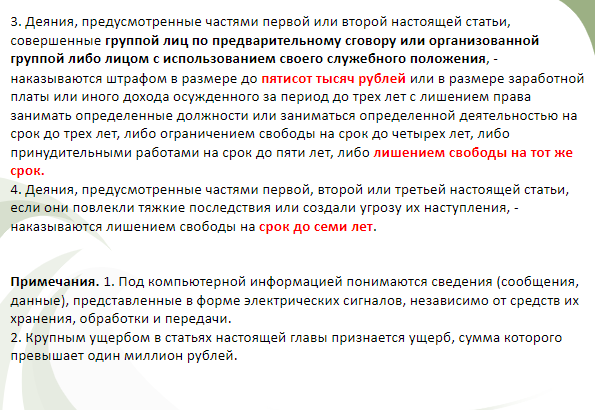 3. Деяния, предусмотренные частями первой или второй настоящей статьи,
совершенные группой лиц по предварительному сговору или организованной
группой либо лицом с использованием своего служебного положения, -
наказываются штрафом в размере до пятисот тысяч рублей или в размере заработной
платы или иного дохода осужденного за период до трех лет с лишением права
занимать определенные должности или заниматься определенной деятельностью на
срок до трех лет, либо ограничением свободы на срок до четырех лет, либо
принудительными работами на срок до пяти лет, либо лишением свободы на тот же
срок.
4. Деяния, предусмотренные частями первой, второй или третьей настоящей статьи,
если они повлекли тяжкие последствия или создали угрозу их наступления, -
наказываются лишением свободы на срок до семи лет.
Примечания. 1. Под компьютерной информацией понимаются сведения (сообщения,
данные), представленные в форме электрических сигналов, независимо от средств их
хранения, обработки и передачи.
2. Крупным ущербом в статьях настоящей главы признается ущерб, сумма которого
превышает один миллион рублей.